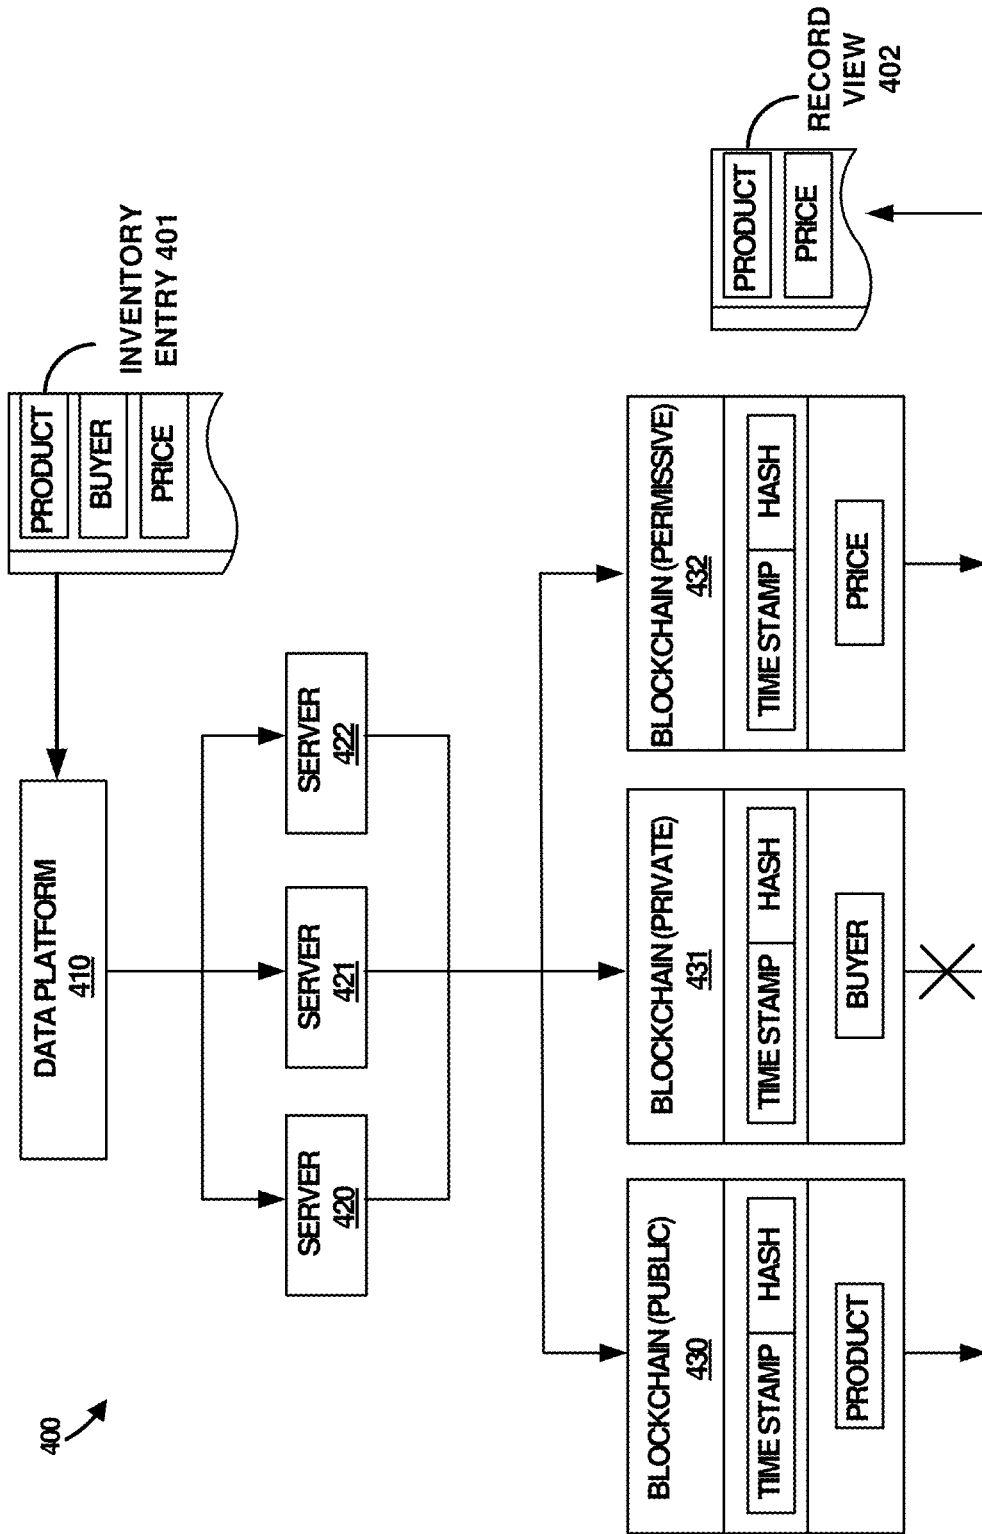 400
PRODUCT
BUYER
PRICE
INVENTORY
ENTRY 401
DATA PLATFORM
410
SERVER
420
SERVER
421
SERVER
422
BLOCKCHAIN (PUBLIC)
430
TIME STAMP
HASH
PRODUCT
BLOCKCHAIN (PRIVATE)
431
TIME STAMP
HASH
BUYER
BLOCKCHAIN (PERMISSIVE)
432
TIME STAMP
HASH
PRICE
PRODUCT
PRICE
RECORD
VIEW
402